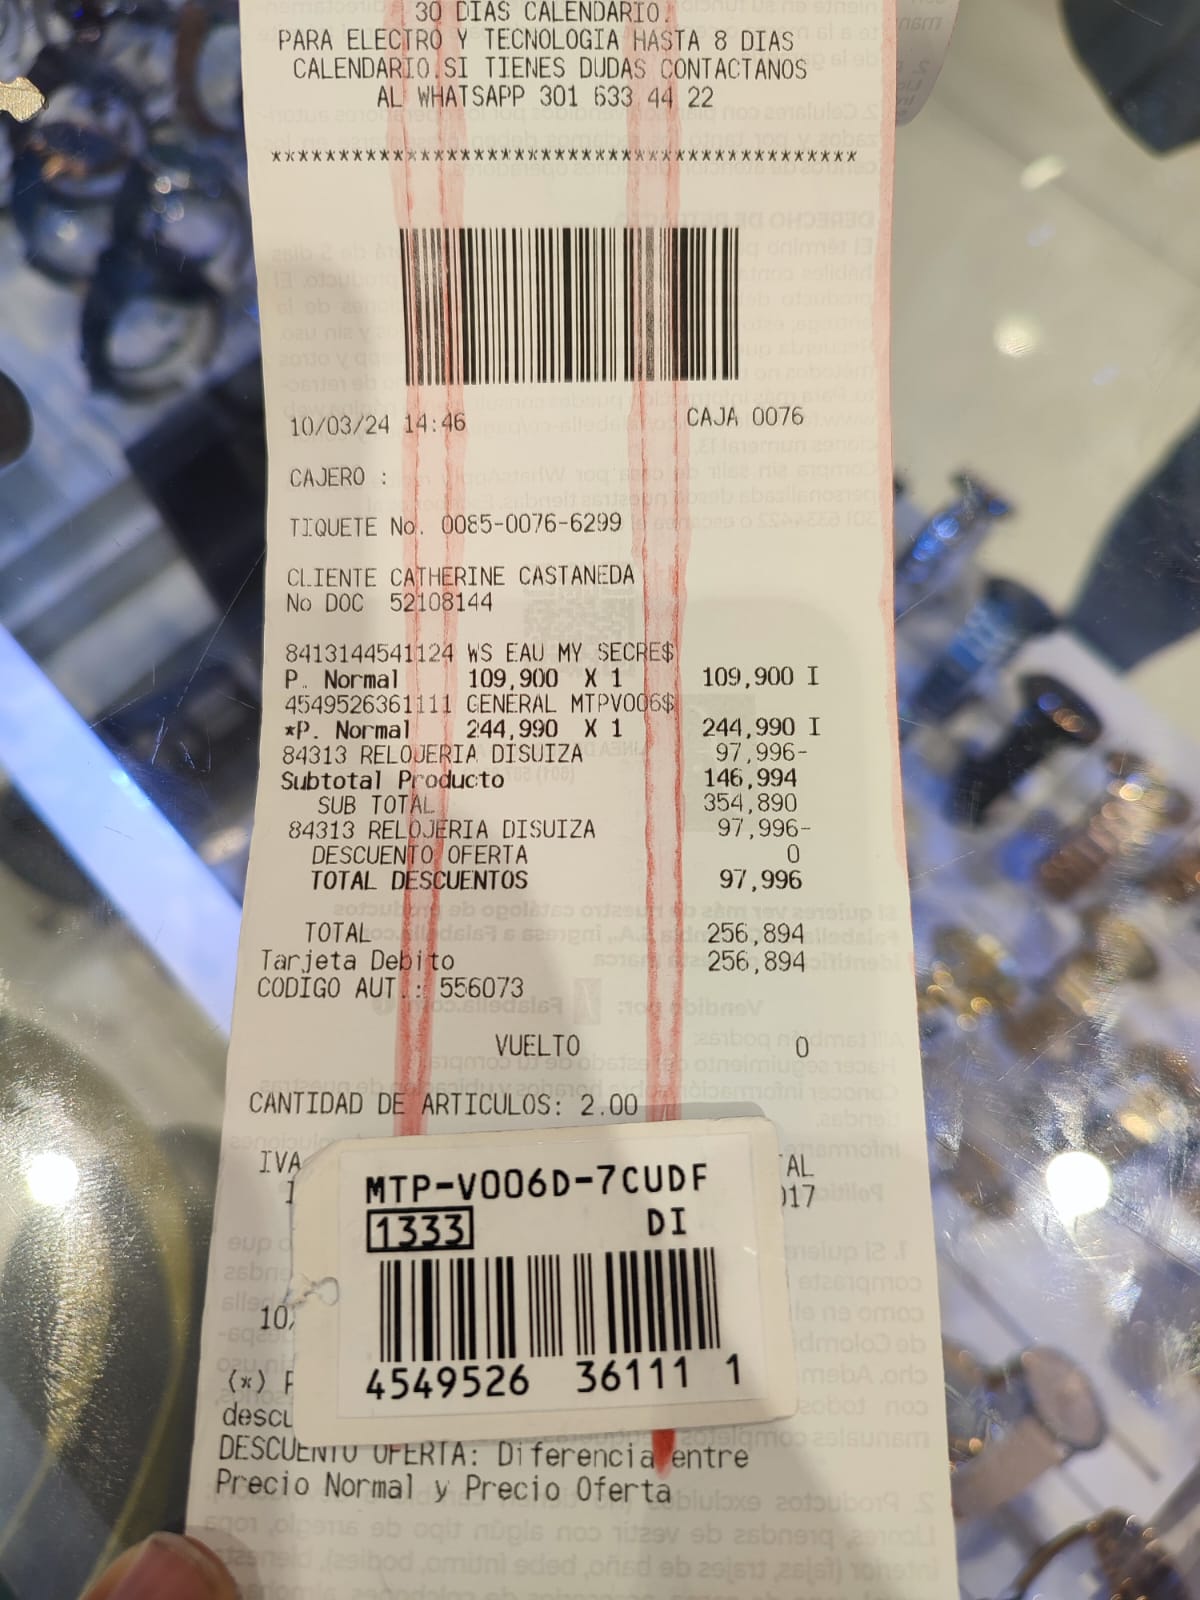 30 DIAS CALENDARIO.
PARA ELECTRO Y TECNOLOGIA HASTA 8 DIAS
CALENDARIO.SI TIENES DUDAS CONTACTANOS
AL WHATSAPP 301 633 44 22
*********************************************
10/03/24 14:46 CAJA 0076
CAJERO :
TIQUETE No. 0085-0076-6299
CLIENTE CATHERINE CASTANEDA
No DOC 52108144
8413144541124 WS EAU MY SECRE$
P. Normal 109,900 X 1 109,900 I
4549526361111 GENERAL MTPV006$
*P. Normal 244,990 X 1 244,990 I
84313 RELOJERIA DISUIZA 97,996-
Subtotal Producto 146,994
SUB TOTAL 354,890
84313 RELOJERIA DISUIZA 97,996-
DESCUENTO OFERTA 0
TOTAL DESCUENTOS 97,996
TOTAL 256,894
Tarjeta Debito 256,894
CODIGO AUT.: 556073
VUELTO 0
CANTIDAD DE ARTICULOS: 2.00
IVA AL
017
MTP-V006D-7CUDF
1333 DI
4549526 36111 1
10/
(*) P
descu
DESCUENTO OFERTA: Diferencia entre
Precio Normal y Precio Oferta